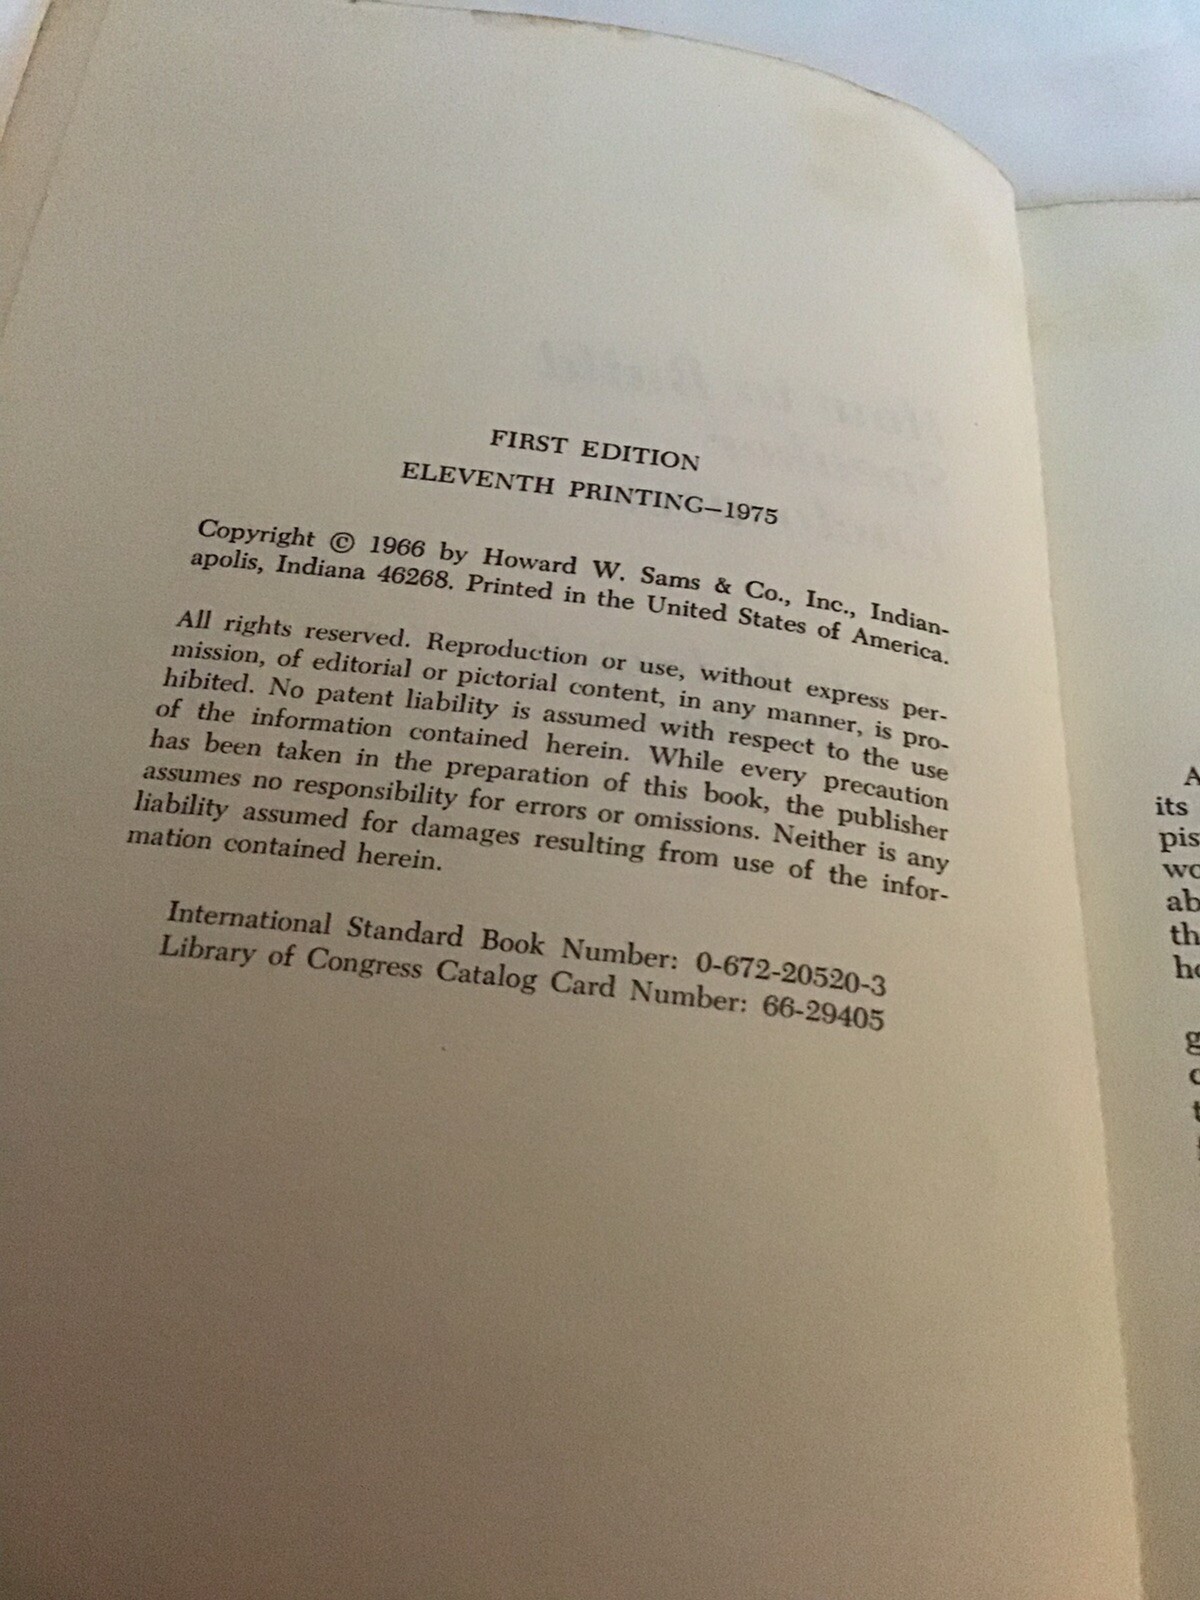 FIRST EDITION
ELEVENTH PRINTING—1975
Copyright © 1966 by Howard W. Sams & Co., Inc., Indian-
apolis, Indiana 46268. Printed in the United States of America.
All rights reserved. Reproduction or use, without express per-
mission, of editorial or pictorial content, in any manner, is pro-
hibited. No patent liability is assumed with respect to the use
of the information contained herein. While every precaution
has been taken in the preparation of this book, the publisher
assumes no responsibility for errors or omissions. Neither is any
liability assumed for damages resulting from use of the infor-
mation contained herein.
International Standard Book Number: 0-672-20520-3
Library of Congress Catalog Card Number: 66-29405
its